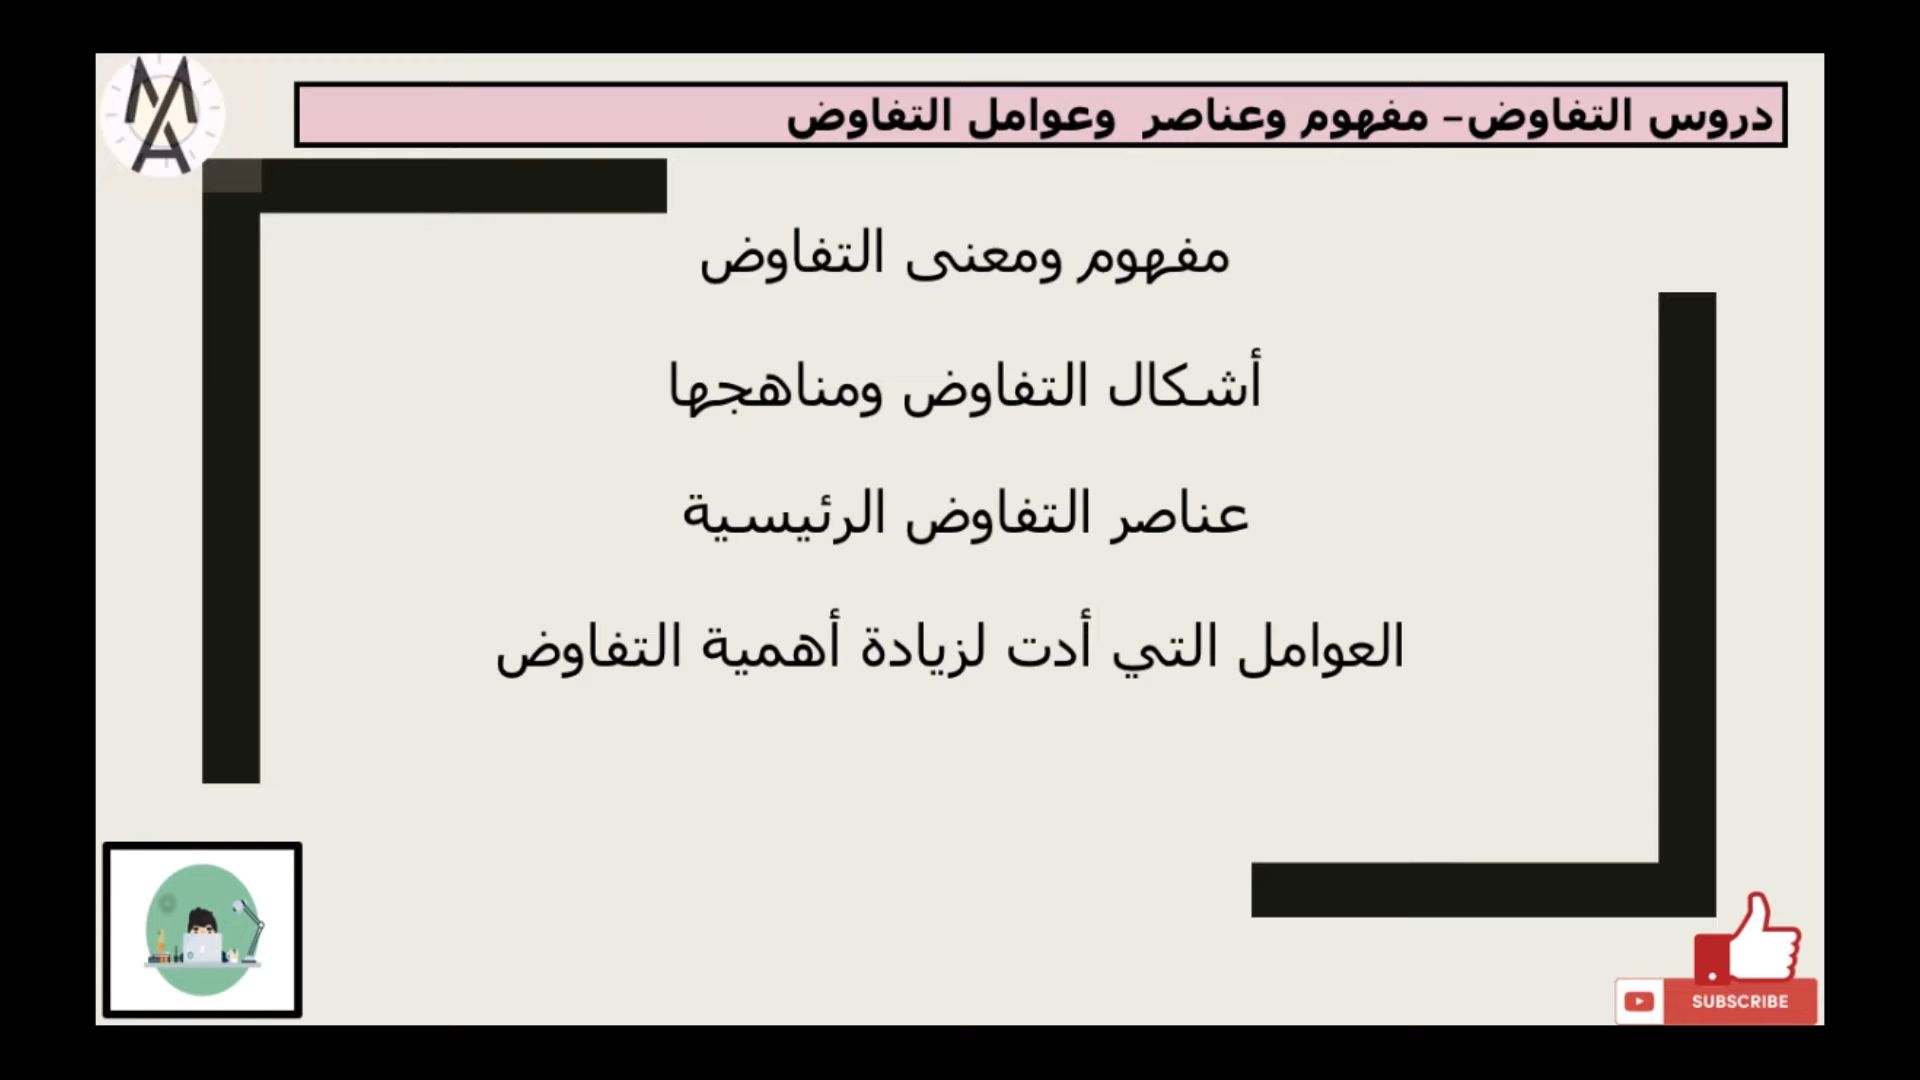 دروس التفاوض- مفهوم وعناصر وعوامل التفاوض
مفهوم ومعنى التفاوض
أشكال التفاوض ومناهجها
عناصر التفاوض الرئيسية
العوامل التي أدت لزيادة أهمية التفاوض
MA
SUBSCRIBE